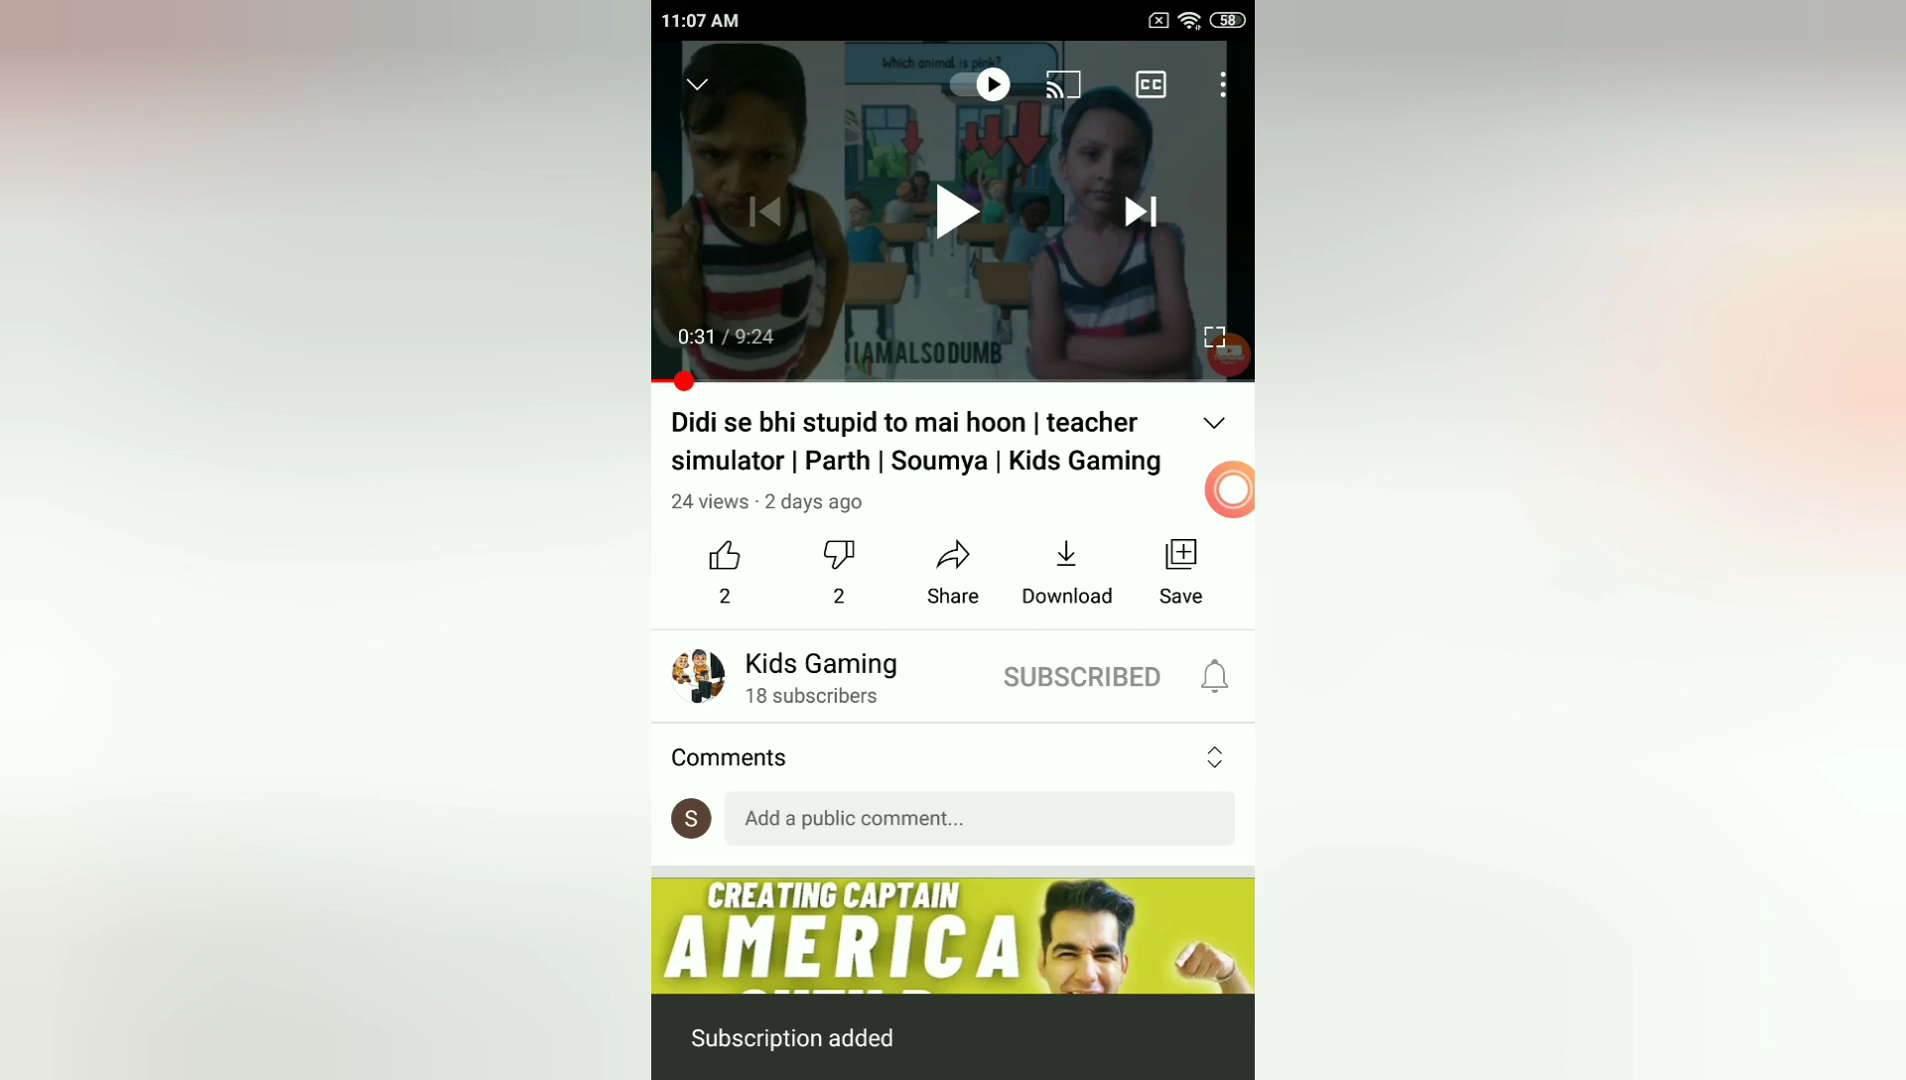 11:07 AM
58
Which animal is pink?
CC
0:31 / 9:24
I AM ALSO DUMB
Didi se bhi stupid to mai hoon | teacher
simulator | Parth | Soumya | Kids Gaming
24 views · 2 days ago
2
2
Share
Download
Save
Kids Gaming
18 subscribers
SUBSCRIBED
Comments
S
Add a public comment...
CREATING CAPTAIN
AMERICA
Subscription added